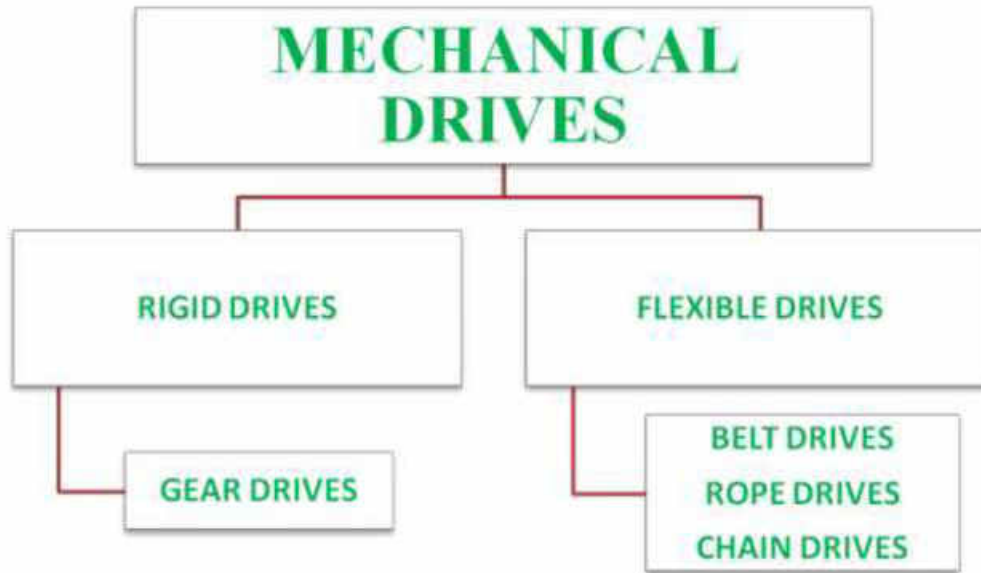 MECHANICAL
DRIVES
RIGID DRIVES
FLEXIBLE DRIVES
GEAR DRIVES
BELT DRIVES
ROPE DRIVES
CHAIN DRIVES